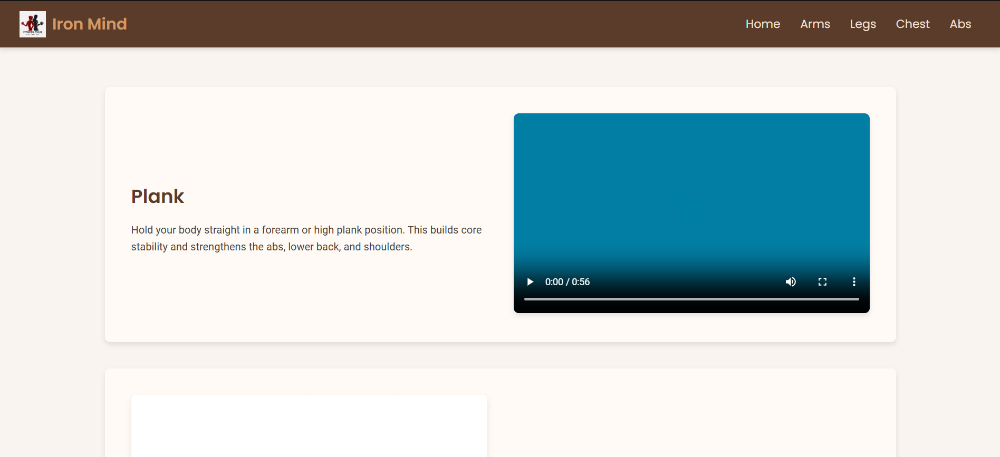 FITNESS CLUB
Iron Mind
Home
Arms
Legs
Chest
Abs
Plank
Hold your body straight in a forearm or high plank position. This builds core
stability and strengthens the abs, lower back, and shoulders.
0:00 / 0:56